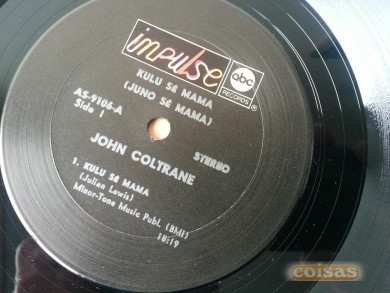 impulse
abc
RECORDS
®
KULU Sé MAMA
(JUNO Sé MAMA)
AS-9106-A
Side 1
STEREO
JOHN COLTRANE
1. KULU Sé MAMA
(Julian Lewis)
Minor-Tone Music Publ. (BMI)
18:19
coisas